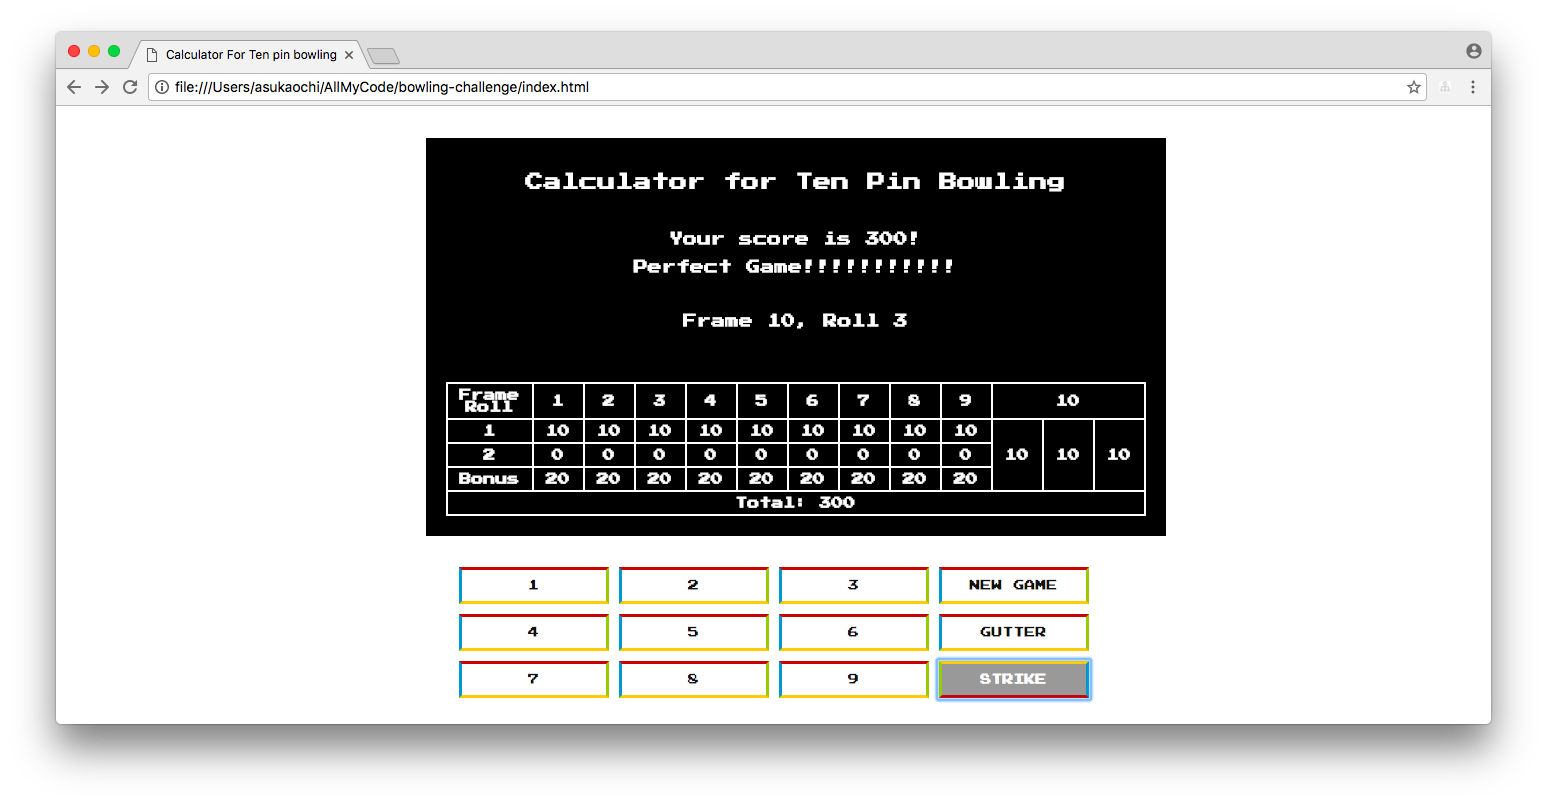 Calculator For Ten pin bowling
file:///Users/asukaochi/AllMyCode/bowling-challenge/index.html
Calculator for Ten Pin Bowling
Your score is 300!
Perfect Game!!!!!!!!!!!
Frame 10, Roll 3
Frame Roll 1 2 3 4 5 6 7 8 9 10
1 10 10 10 10 10 10 10 10 10
2 0 0 0 0 0 0 0 0 0 10 10 10
Bonus 20 20 20 20 20 20 20 20 20
Total: 300
1 2 3 NEW GAME
4 5 6 GUTTER
7 8 9 STRIKE